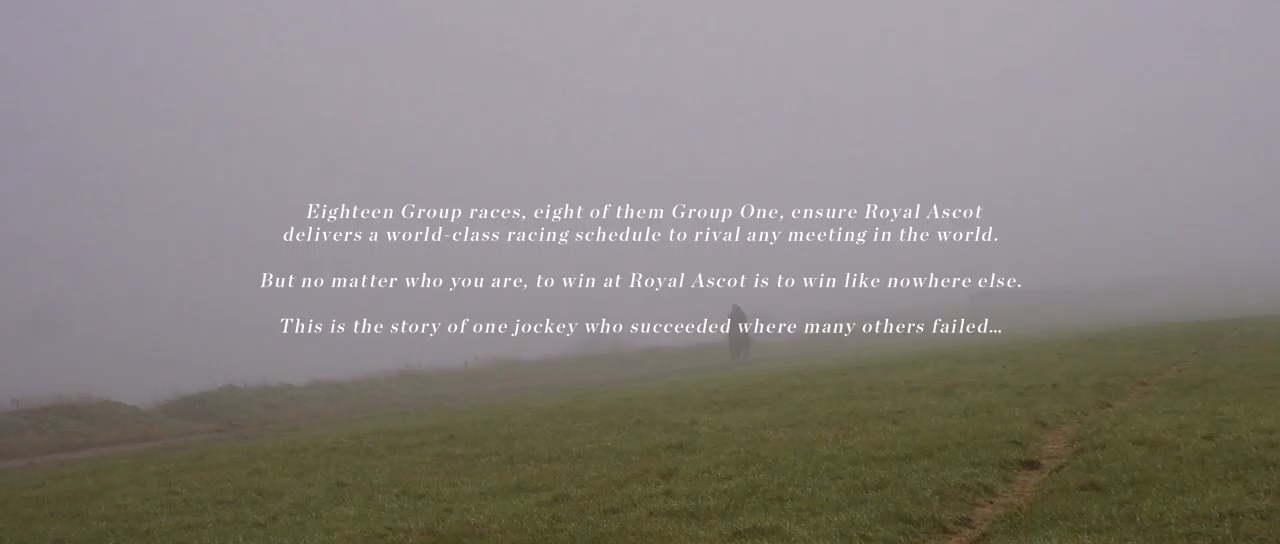 Eighteen Group races, eight of them Group One, ensure Royal Ascot
delivers a world-class racing schedule to rival any meeting in the world.
But no matter who you are, to win at Royal Ascot is to win like nowhere else.
This is the story of one jockey who succeeded where many others failed...